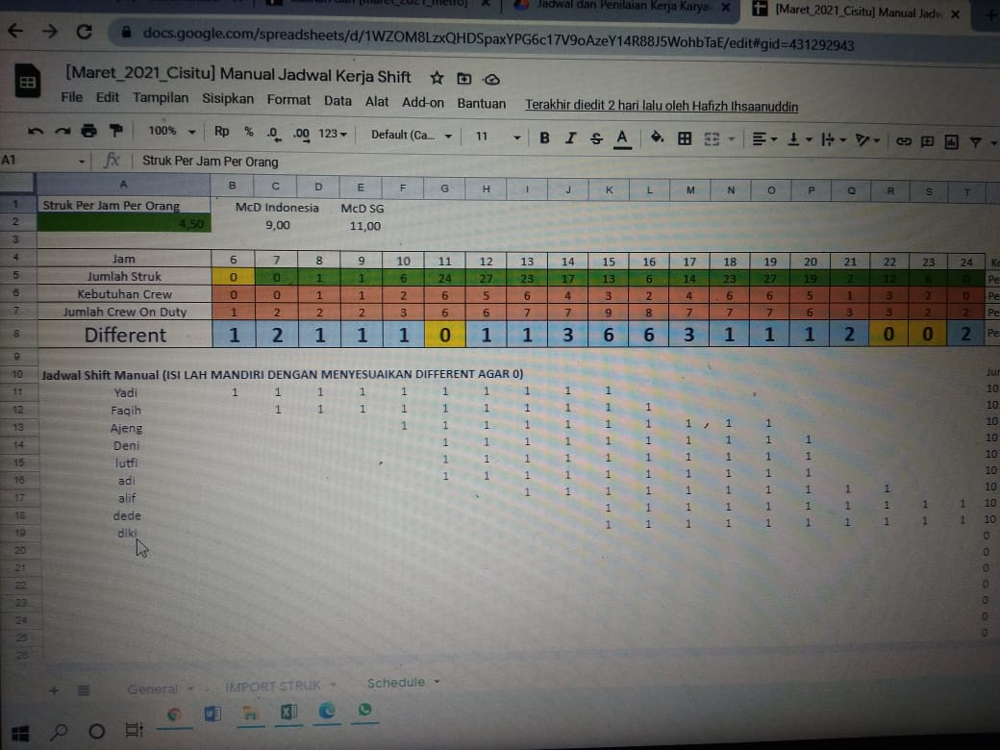 [Maret_2021_Cisitu] Manual Jadw
docs.google.com/spreadsheets/d/1WZOM8LzxQHDSpaxYPG6c17V9oAzeY14R88J5WohbTaE/edit#gid=431292943
[Maret_2021_Cisitu] Manual Jadwal Kerja Shift
File Edit Tampilan Sisipkan Format Data Alat Add-on Bantuan Terakhir diedit 2 hari lalu oleh Hafizh Ihsaanuddin
100% Rp % .0 .00 123 Default (Ca... 11 B I S A
A1 fx Struk Per Jam Per Orang
A B C D E F G H I J K L M N O P Q R S T
1 Struk Per Jam Per Orang McD Indonesia McD SG
2 4,50 9,00 11,00
3
4 Jam 6 7 8 9 10 11 12 13 14 15 16 17 18 19 20 21 22 23 24
5 Jumlah Struk 0 0 1 1 6 24 27 23 17 13 6 14 23 27 19 2 12 6 0 Pe
6 Kebutuhan Crew 0 0 1 1 2 6 5 6 4 3 2 4 6 6 5 1 3 2 0 Pe
7 Jumlah Crew On Duty 1 2 2 2 3 6 6 7 7 9 8 7 7 7 6 3 3 2 2 Pe
8 Different 1 2 1 1 1 0 1 1 3 6 6 3 1 1 1 2 0 0 2 Pe
9
10 Jadwal Shift Manual (ISI LAH MANDIRI DENGAN MENYESUAIKAN DIFFERENT AGAR 0) Jur
11 Yadi 1 1 1 1 1 1 1 1 1 1 10
12 Faqih 1 1 1 1 1 1 1 1 1 1 10
13 Ajeng 1 1 1 1 1 1 1 1 1 1 10
14 Deni 1 1 1 1 1 1 1 1 1 1 10
15 lutfi 1 1 1 1 1 1 1 1 1 1 10
16 adi 1 1 1 1 1 1 1 1 1 1 10
17 alif 1 1 1 1 1 1 1 1 1 1 10
18 dede 1 1 1 1 1 1 1 1 1 1 10
19 diki 1 1 1 1 1 1 1 1 1 1 10
20 0
21 0
22 0
23 0
24 0
25 0
26
General IMPORT STRUK Schedule